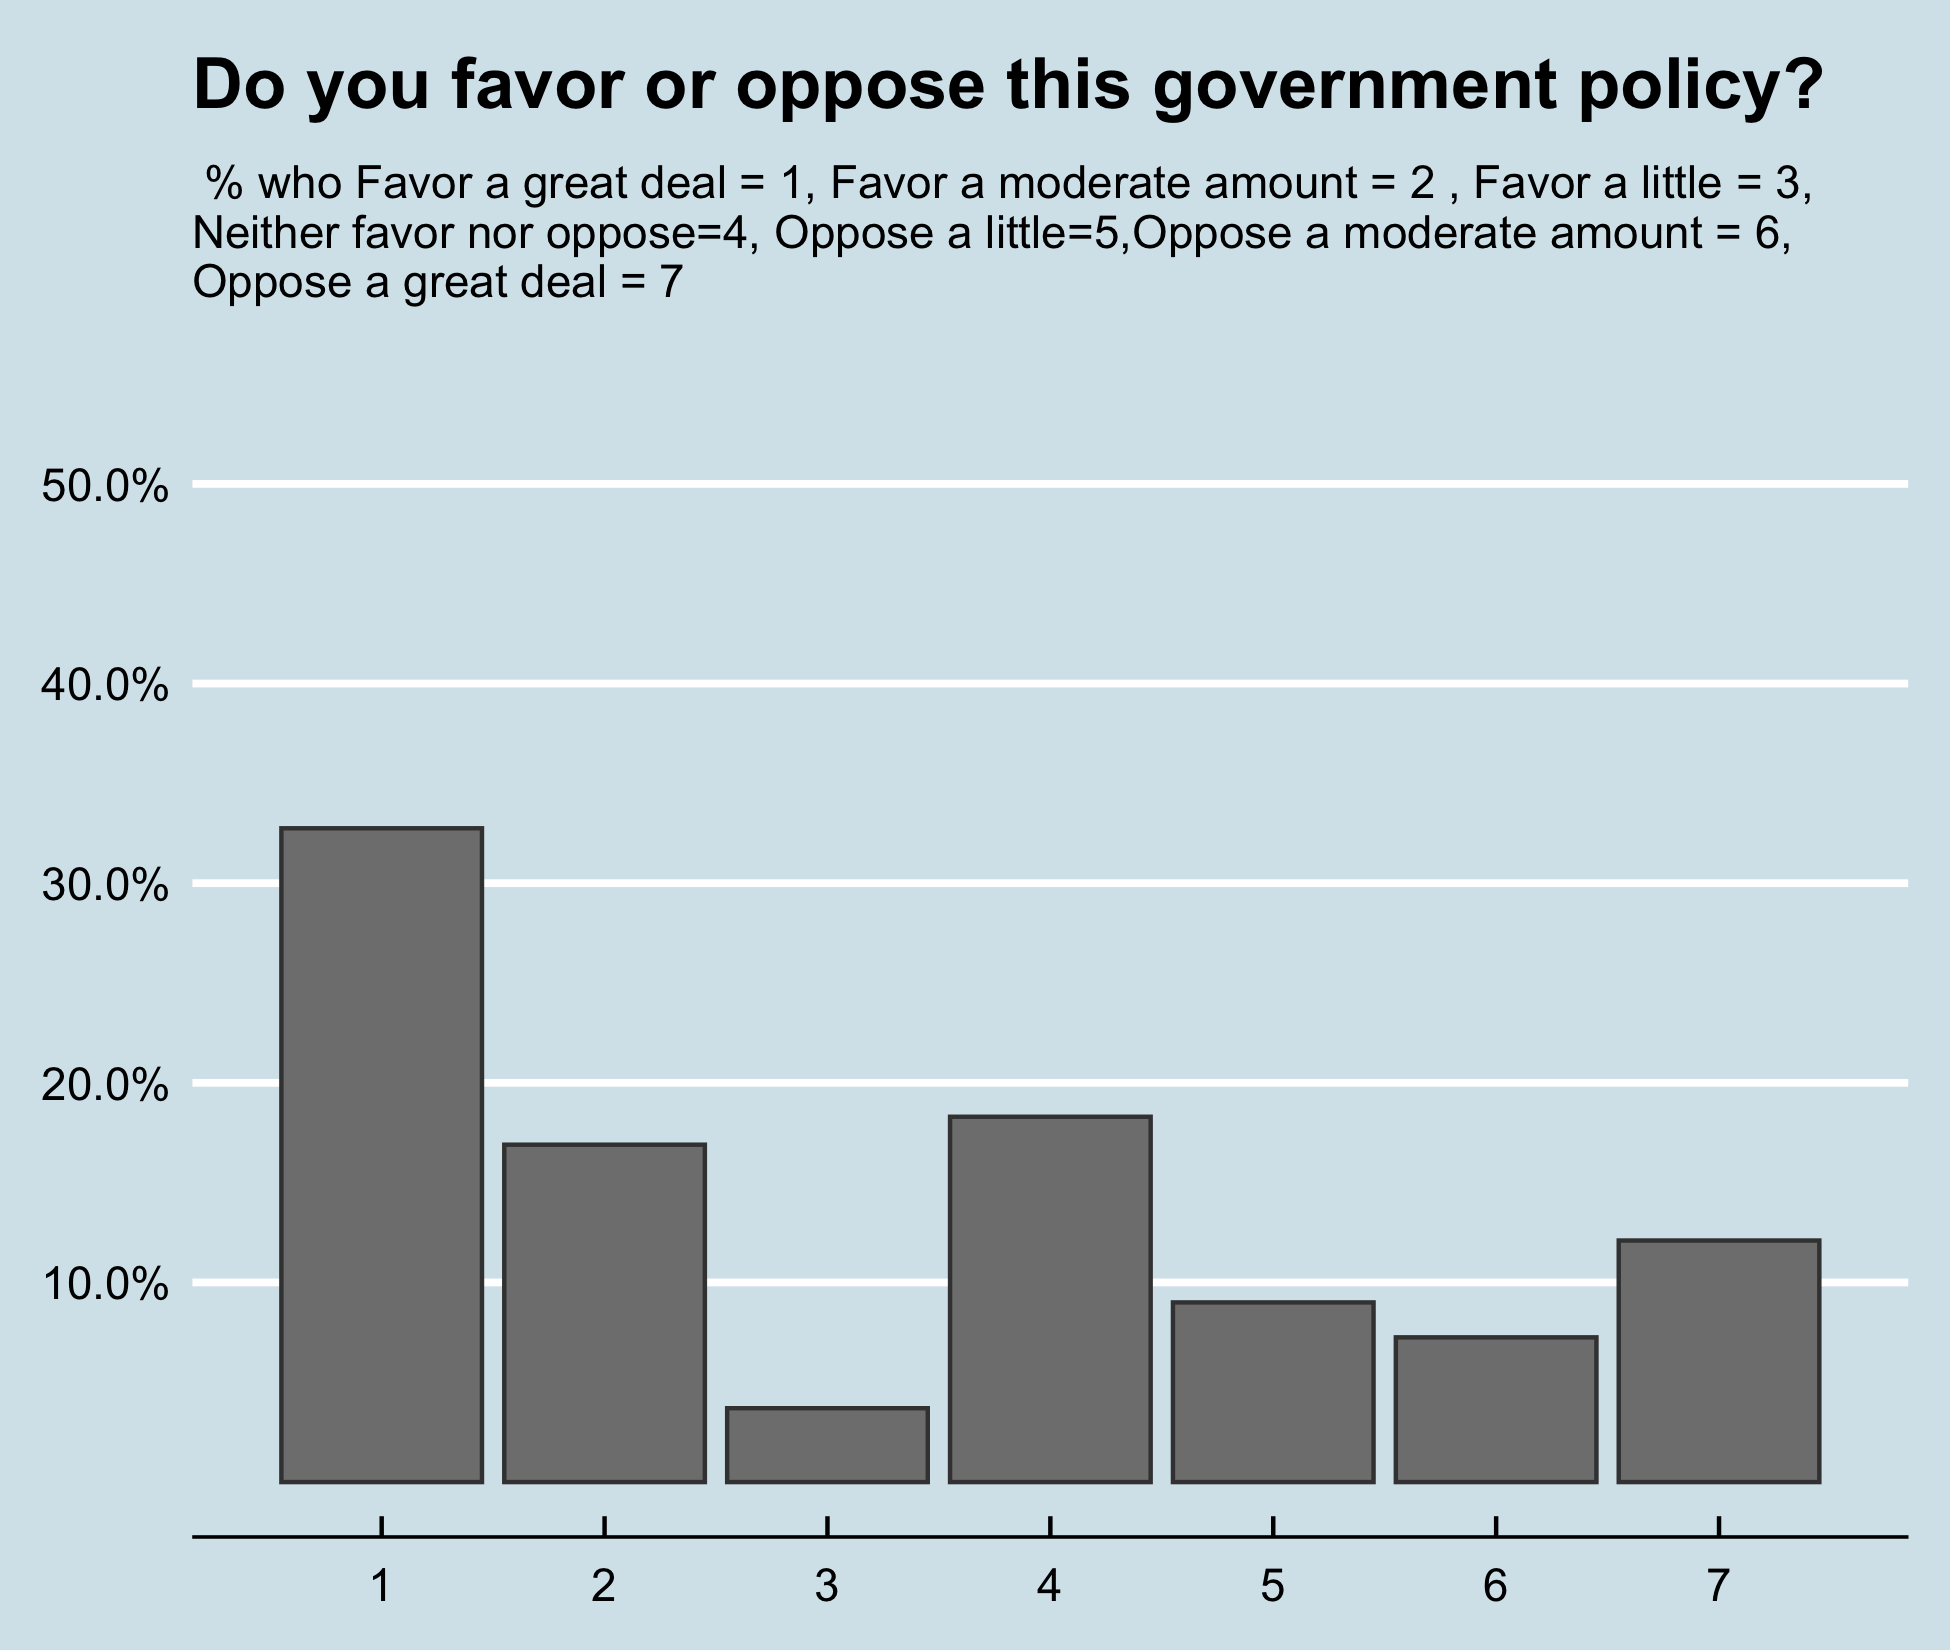 Do you favor or oppose this government policy?
% who Favor a great deal = 1, Favor a moderate amount = 2 , Favor a little = 3,
Neither favor nor oppose=4, Oppose a little=5,Oppose a moderate amount = 6,
Oppose a great deal = 7
50.0%
40.0%
30.0%
20.0%
10.0%
1 2 3 4 5 6 7